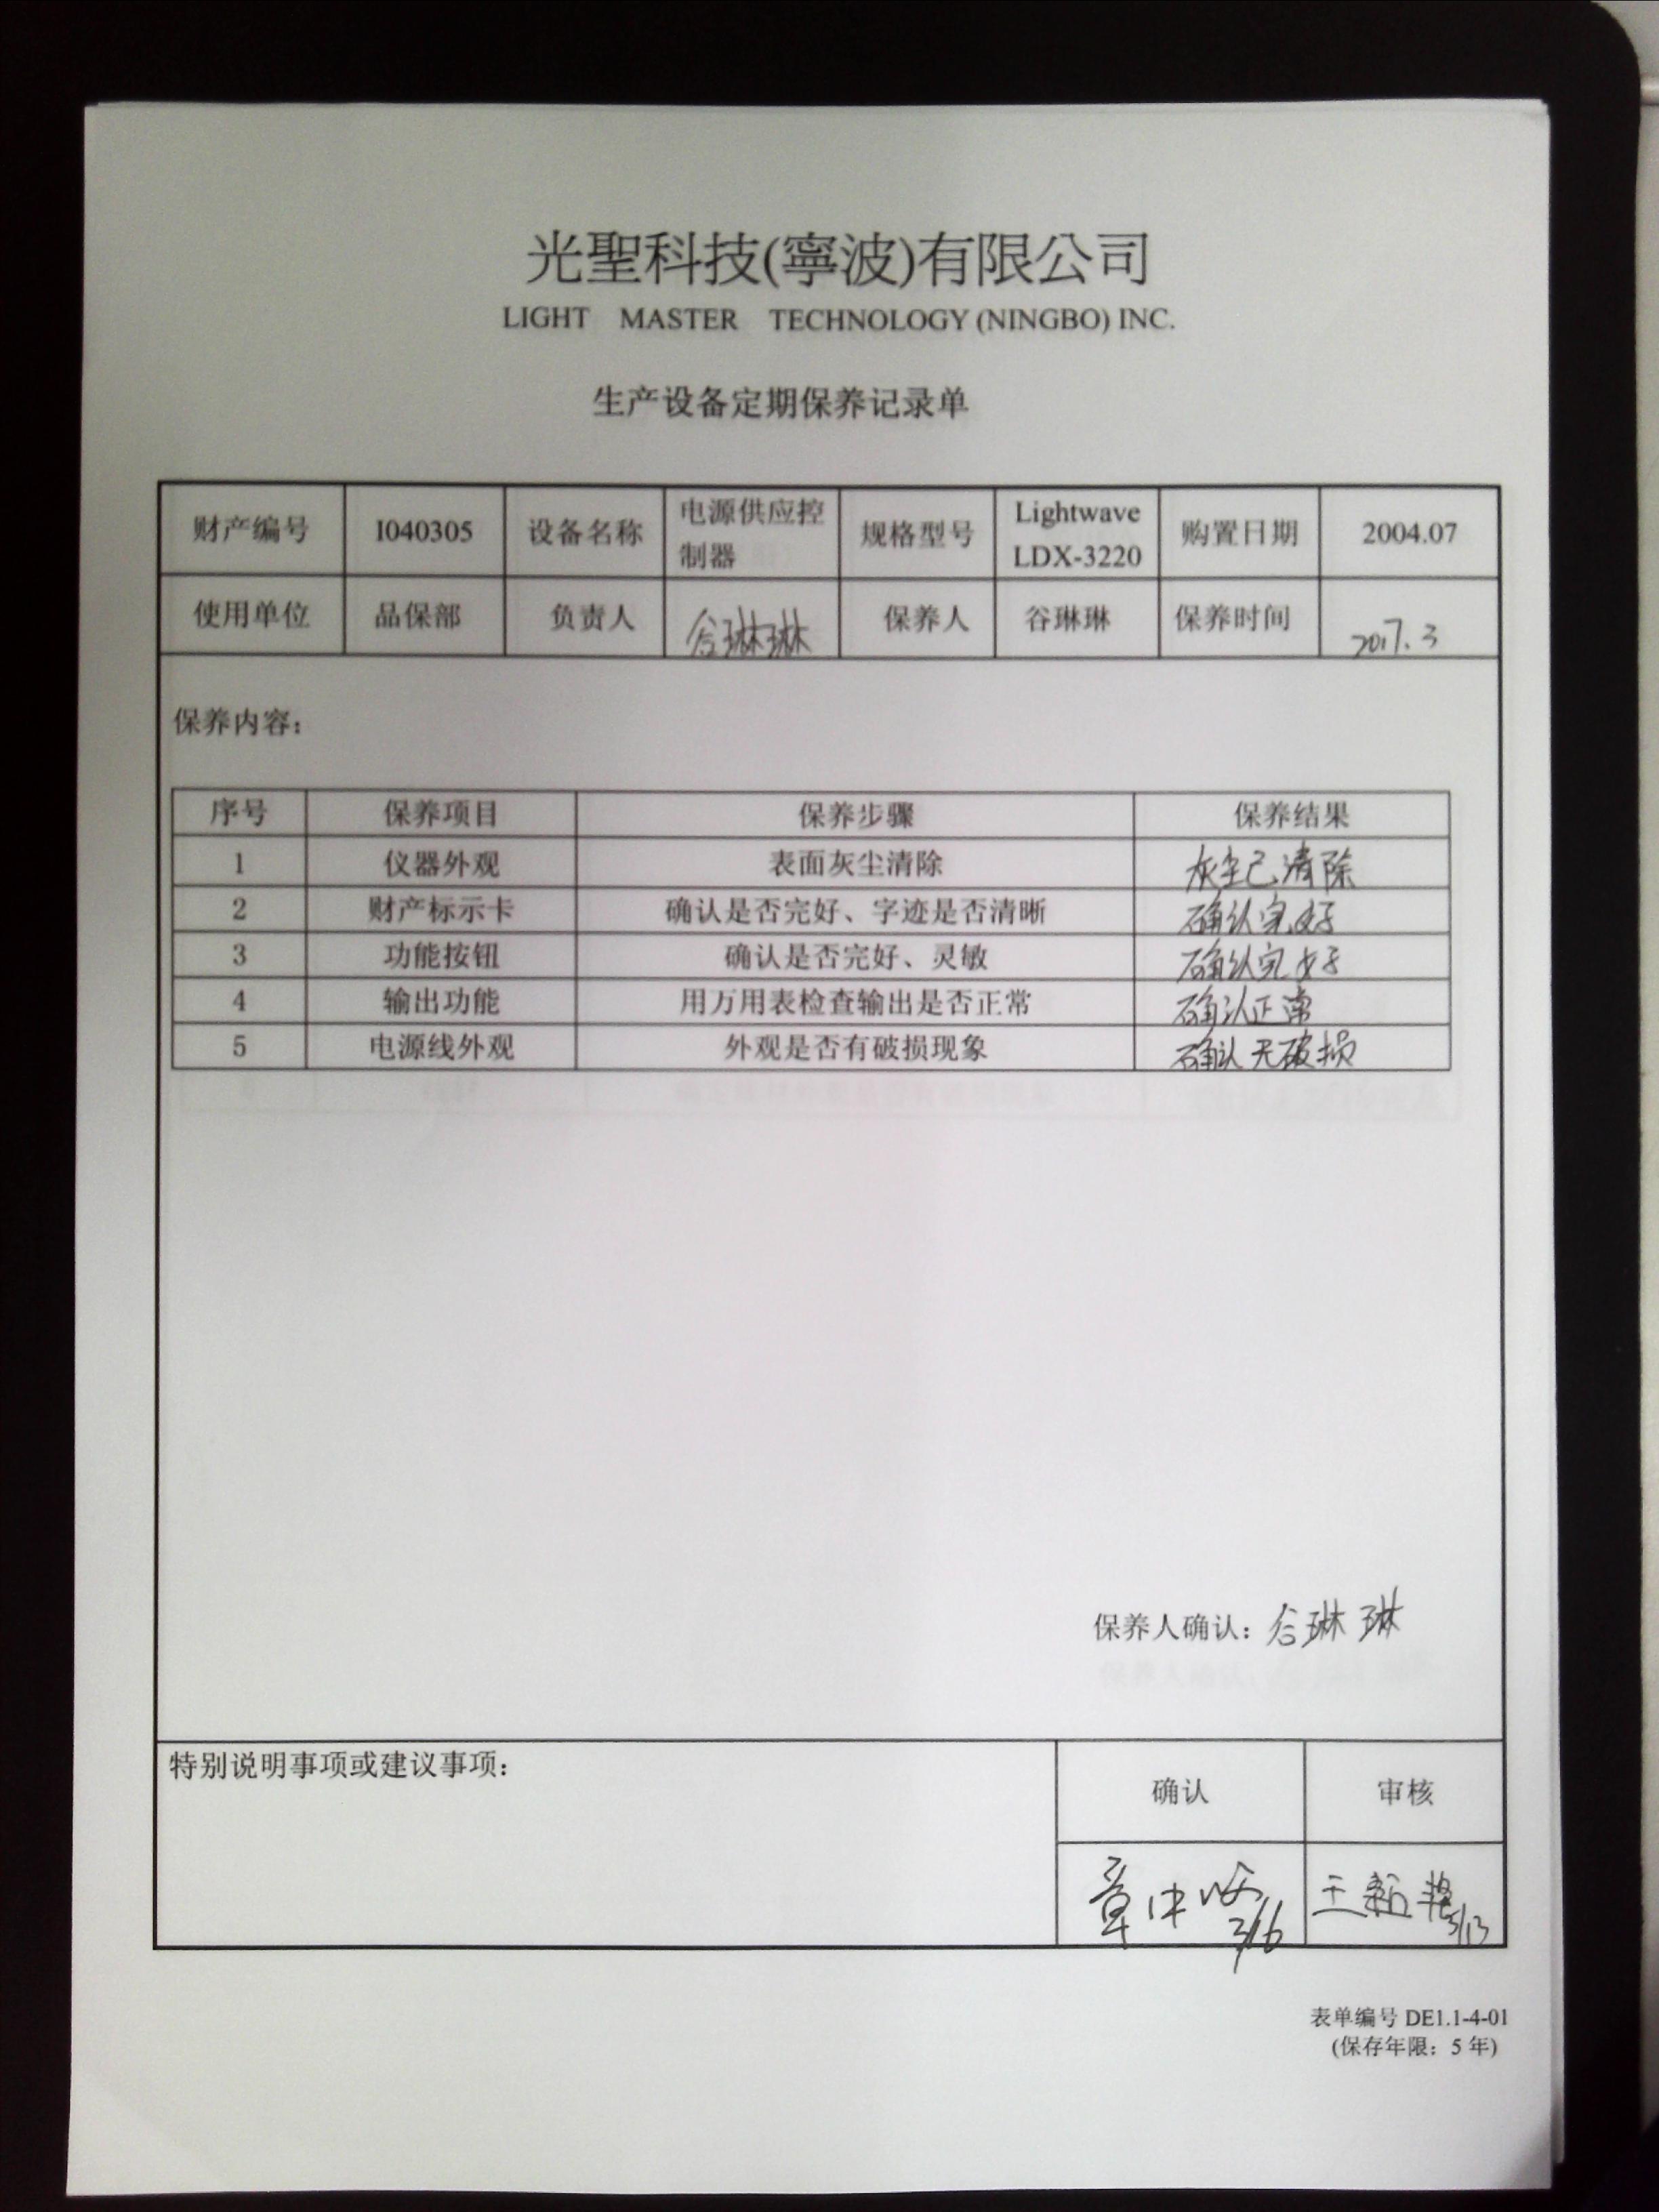 光聖科技(寧波)有限公司
LIGHT MASTER TECHNOLOGY (NINGBO) INC.
生产设备定期保养记录单
财产编号 I040305 设备名称 电源供应控制器 规格型号 Lightwave LDX-3220 购置日期 2004.07
使用单位 品保部 负责人 谷琳琳 保养人 谷琳琳 保养时间 2017.3
保养内容:
序号 保养项目 保养步骤 保养结果
1 仪器外观 表面灰尘清除 灰尘已清除
2 财产标示卡 确认是否完好、字迹是否清晰 确认完好
3 功能按钮 确认是否完好、灵敏 确认完好
4 输出功能 用万用表检查输出是否正常 确认正常
5 电源线外观 外观是否有破损现象 确认无破损
保养人确认: 谷琳琳
特别说明事项或建议事项:
确认 审核
章中 3/16 王新艳
表单编号 DE1.1-4-01
(保存年限: 5 年)